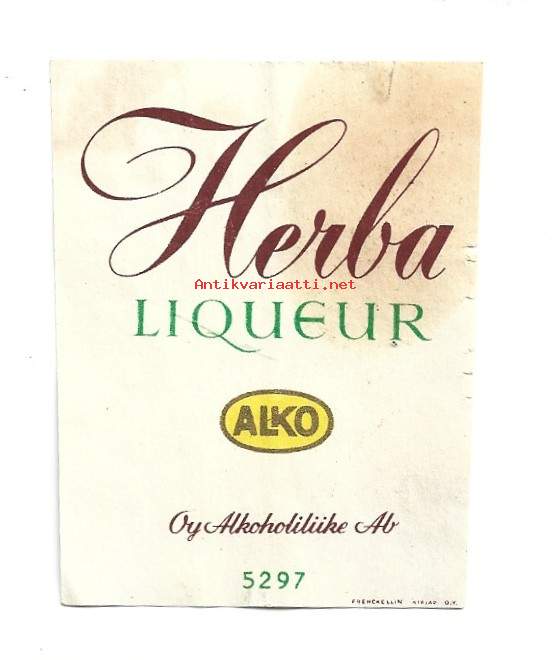 Herba
Antikvariaatti.net
LIQUEUR
ALKO
Oy Alkoholiliike Ab
5297
FRENCKELLIN KIRJAP. O.Y.